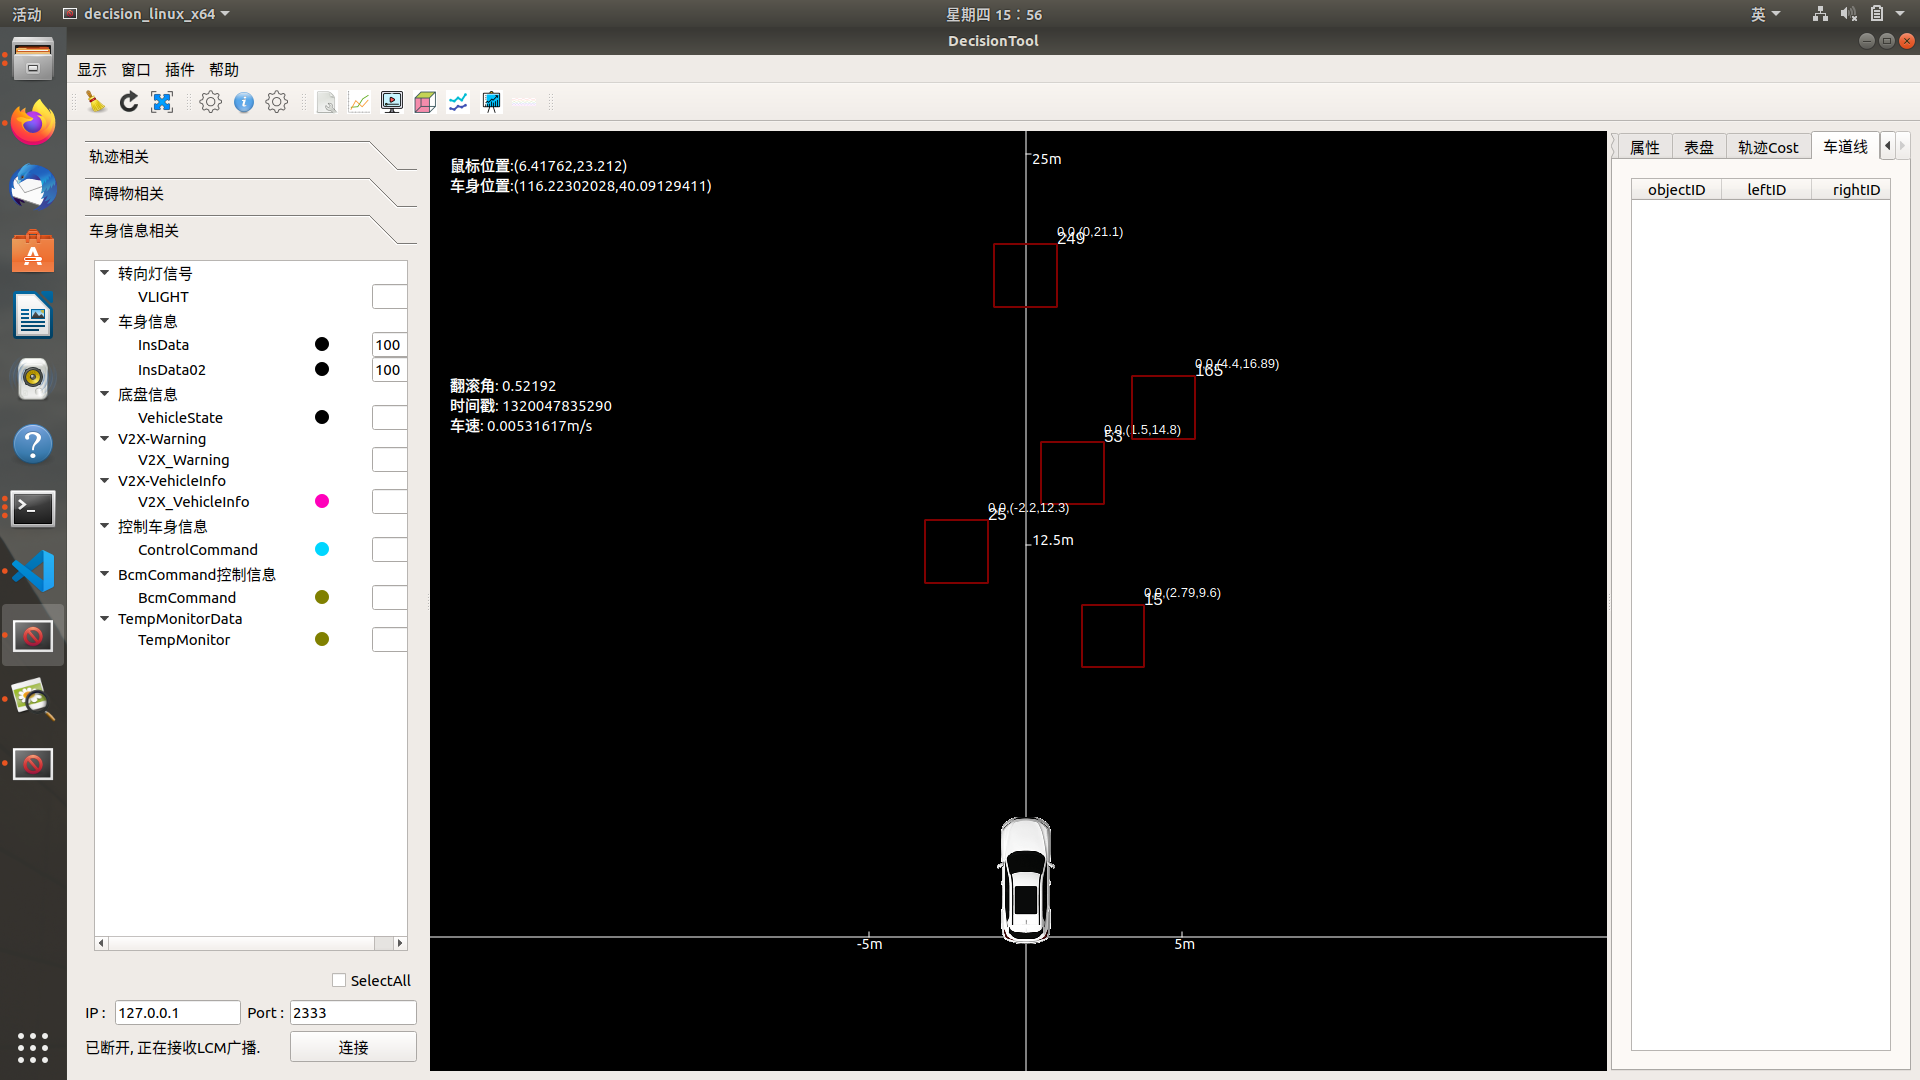 活动
decision_linux_x64
星期四 15：56
英
DecisionTool
显示 窗口 插件 帮助
轨迹相关
障碍物相关
车身信息相关
转向灯信号
VLIGHT
车身信息
InsData 100
InsData02 100
底盘信息
VehicleState
V2X-Warning
V2X_Warning
V2X-VehicleInfo
V2X_VehicleInfo
控制车身信息
ControlCommand
BcmCommand控制信息
BcmCommand
TempMonitorData
TempMonitor
SelectAll
IP : 127.0.0.1 Port : 2333
已断开, 正在接收LCM广播. 连接
鼠标位置:(6.41762,23.212)
车身位置:(116.22302028,40.09129411)
翻滚角: 0.52192
时间戳: 1320047835290
车速: 0.00531617m/s
25m
0,0,(0,21.1)
249
0,0,(4.4,16.89)
165
0,0,(1.5,14.8)
53
0,0,(-2.2,12.3)
25
12.5m
0,0,(2.79,9.6)
15
-5m
5m
属性 表盘 轨迹Cost 车道线
objectID leftID rightID